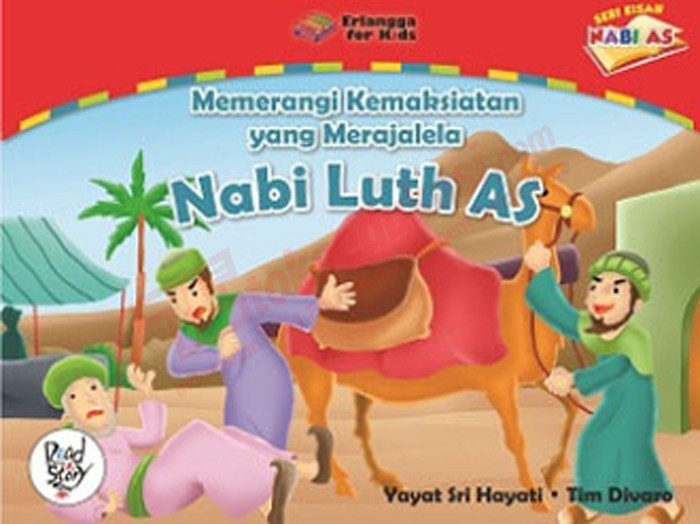 Erlangga
for Kids
SERI KISAH
NABI AS
Memerangi Kemaksiatan
yang Merajalela
Nabi Luth As
Read
a
Story
Yayat Sri Hayati • Tim Divaro